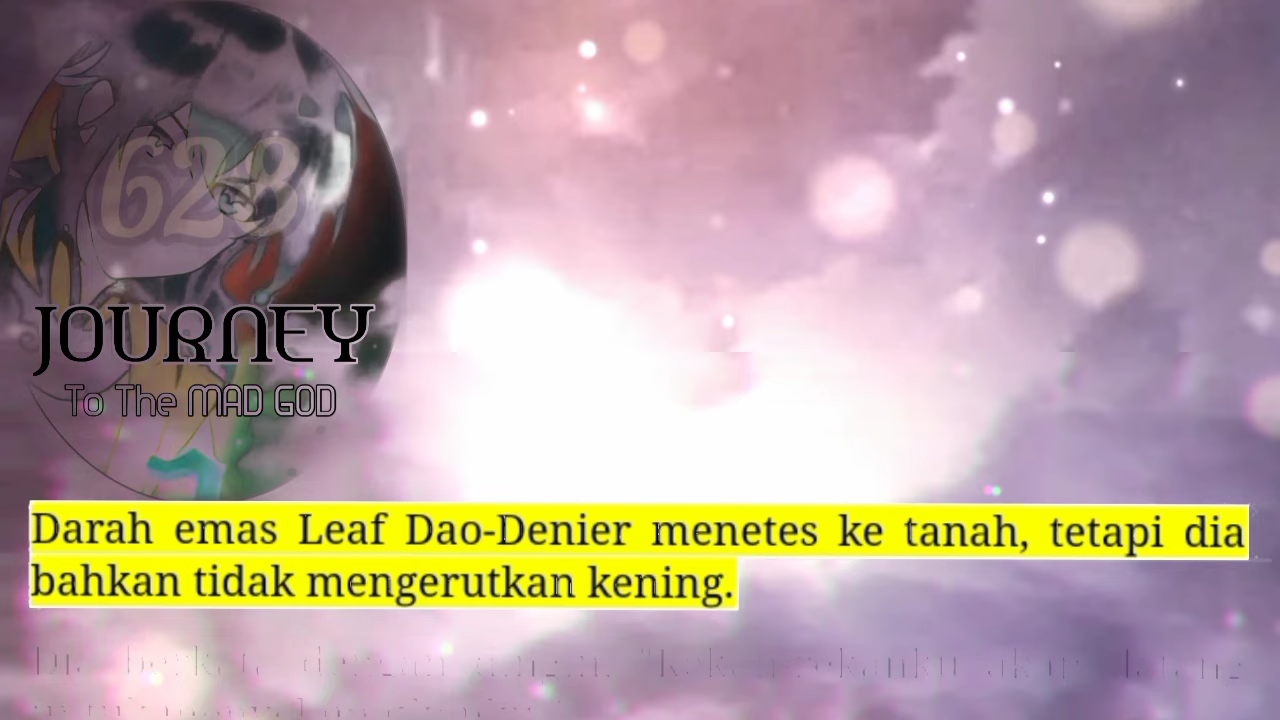 628
JOURNEY
To The MAD GOD
Darah emas Leaf Dao-Denier menetes ke tanah, tetapi dia
bahkan tidak mengerutkan kening.